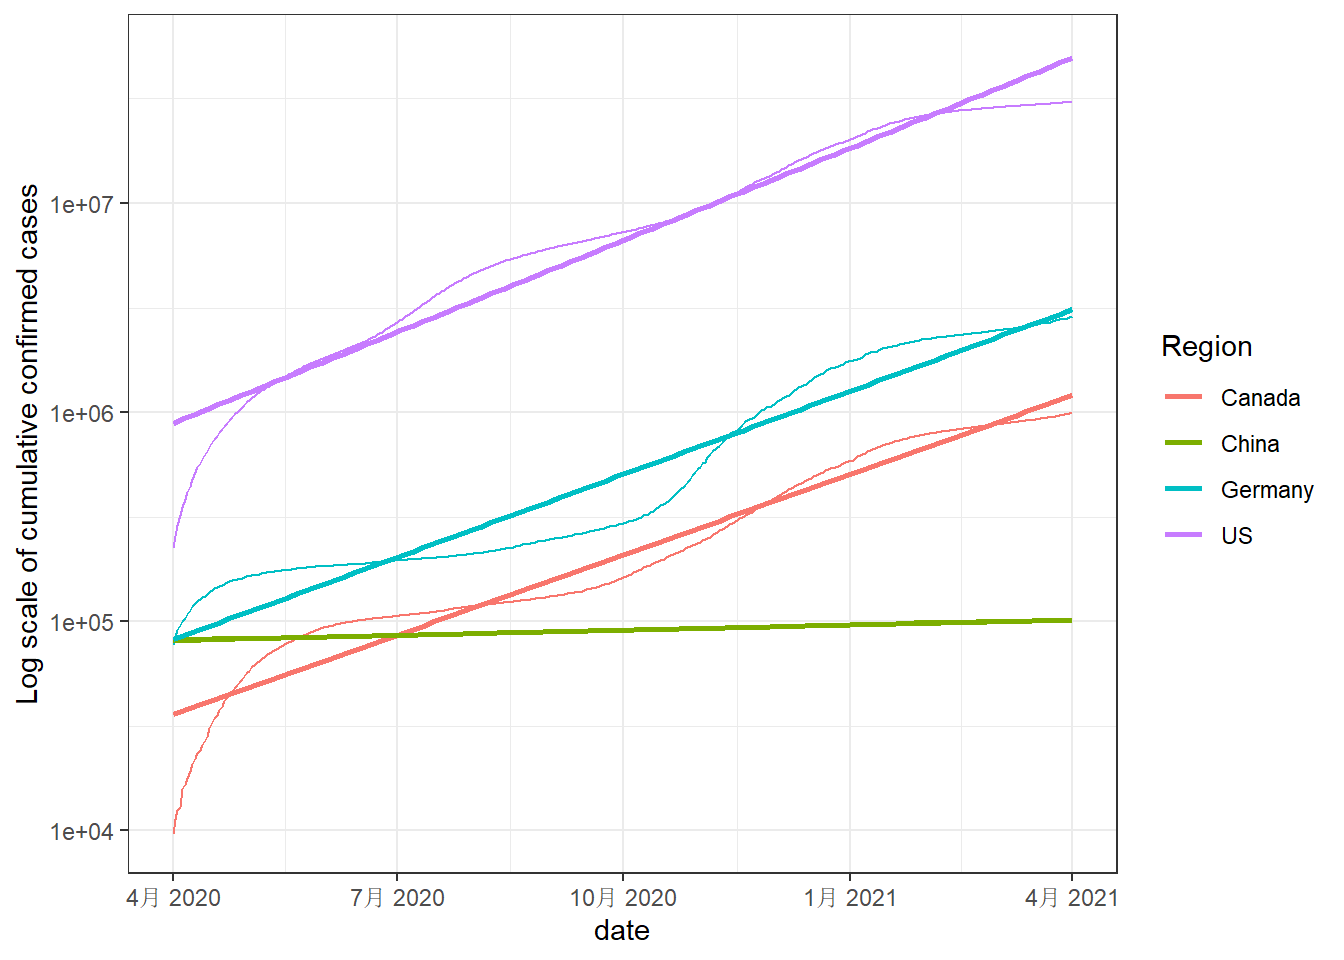 Log scale of cumulative confirmed cases
1e+07
1e+06
1e+05
1e+04
4月 2020
7月 2020
10月 2020
1月 2021
4月 2021
date
Region
Canada
China
Germany
US